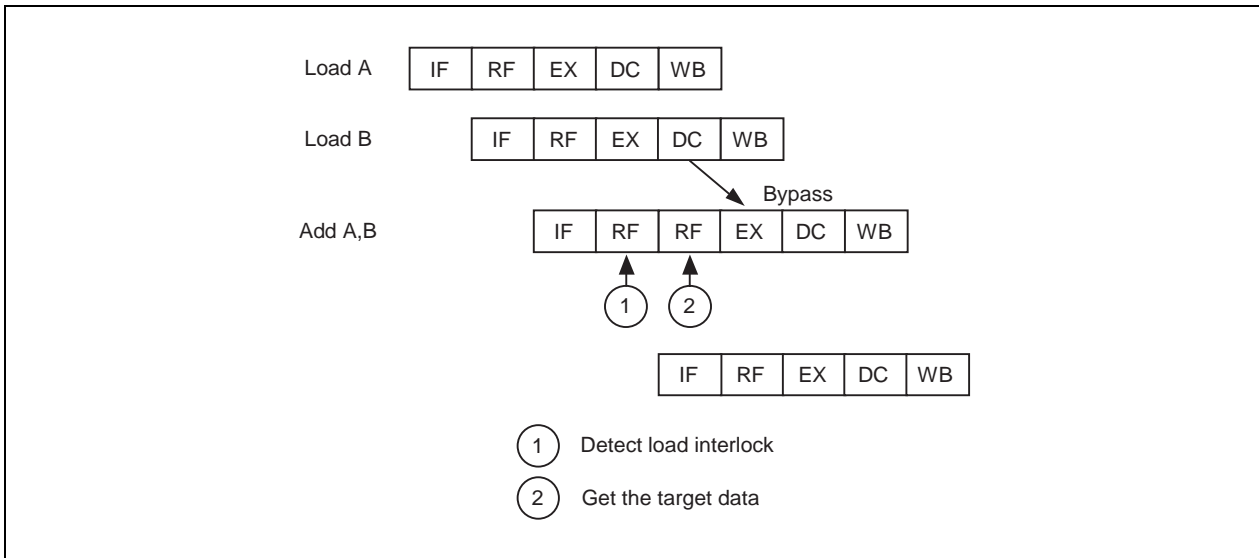 Load A IF RF EX DC WB
Load B IF RF EX DC WB
Bypass
Add A,B IF RF RF EX DC WB
1 2
IF RF EX DC WB
1 Detect load interlock
2 Get the target data